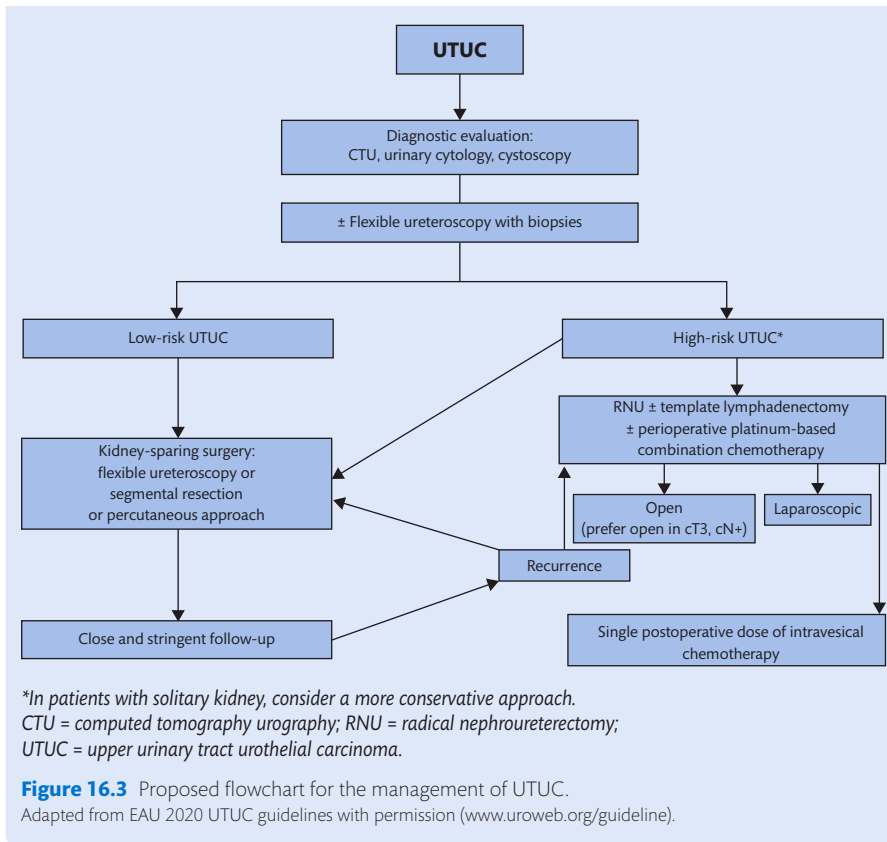 UTUC
Diagnostic evaluation:
CTU, urinary cytology, cystoscopy
± Flexible ureteroscopy with biopsies
Low-risk UTUC
High-risk UTUC*
RNU ± template lymphadenectomy
± perioperative platinum-based
combination chemotherapy
Kidney-sparing surgery:
flexible ureteroscopy or
segmental resection
or percutaneous approach
Open
(prefer open in cT3, cN+)
Laparoscopic
Recurrence
Close and stringent follow-up
Single postoperative dose of intravesical
chemotherapy
*In patients with solitary kidney, consider a more conservative approach.
CTU = computed tomography urography; RNU = radical nephroureterectomy;
UTUC = upper urinary tract urothelial carcinoma.
Figure 16.3 Proposed flowchart for the management of UTUC.
Adapted from EAU 2020 UTUC guidelines with permission (www.uroweb.org/guideline).